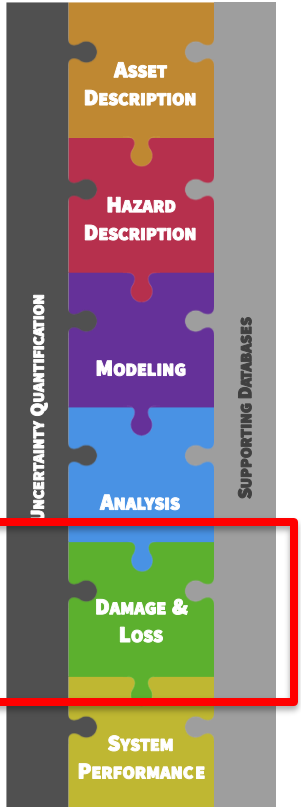 ASSET
DESCRIPTION
HAZARD
DESCRIPTION
MODELING
ANALYSIS
DAMAGE &
LOSS
SYSTEM
PERFORMANCE
UNCERTAINTY QUANTIFICATION
SUPPORTING DATABASES